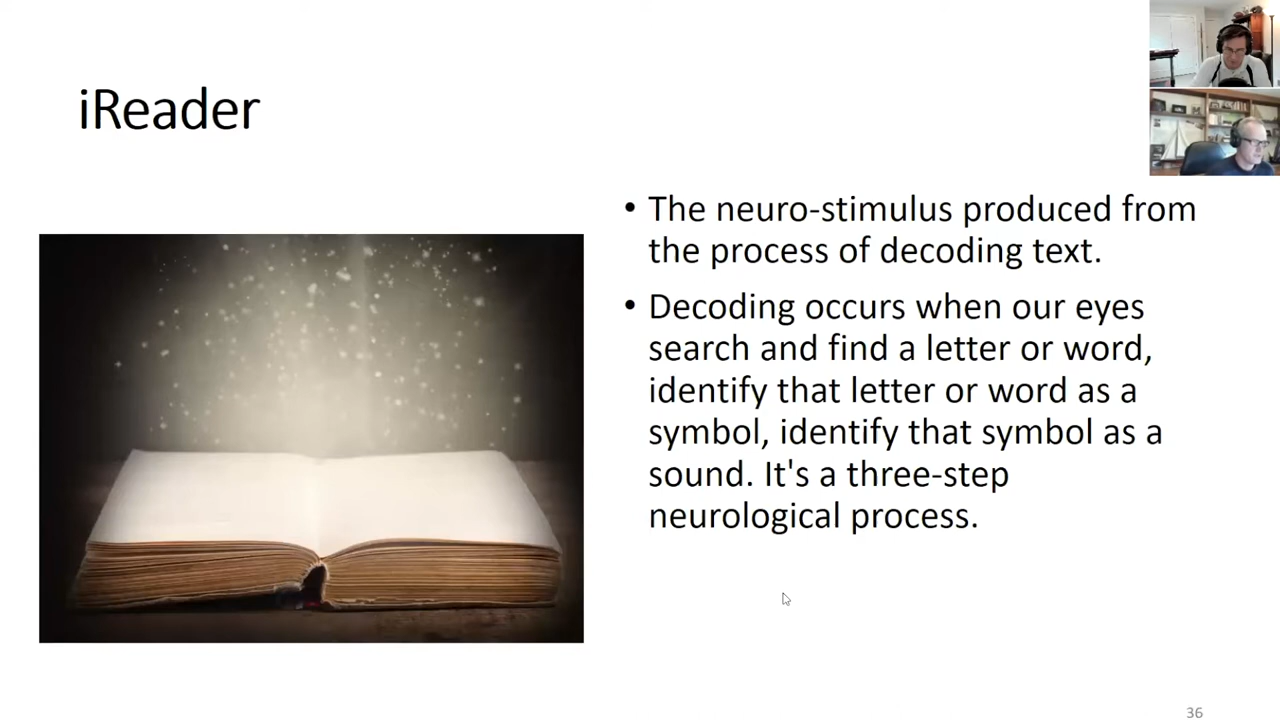 iReader
• The neuro-stimulus produced from
the process of decoding text.
• Decoding occurs when our eyes
search and find a letter or word,
identify that letter or word as a
symbol, identify that symbol as a
sound. It's a three-step
neurological process.
36